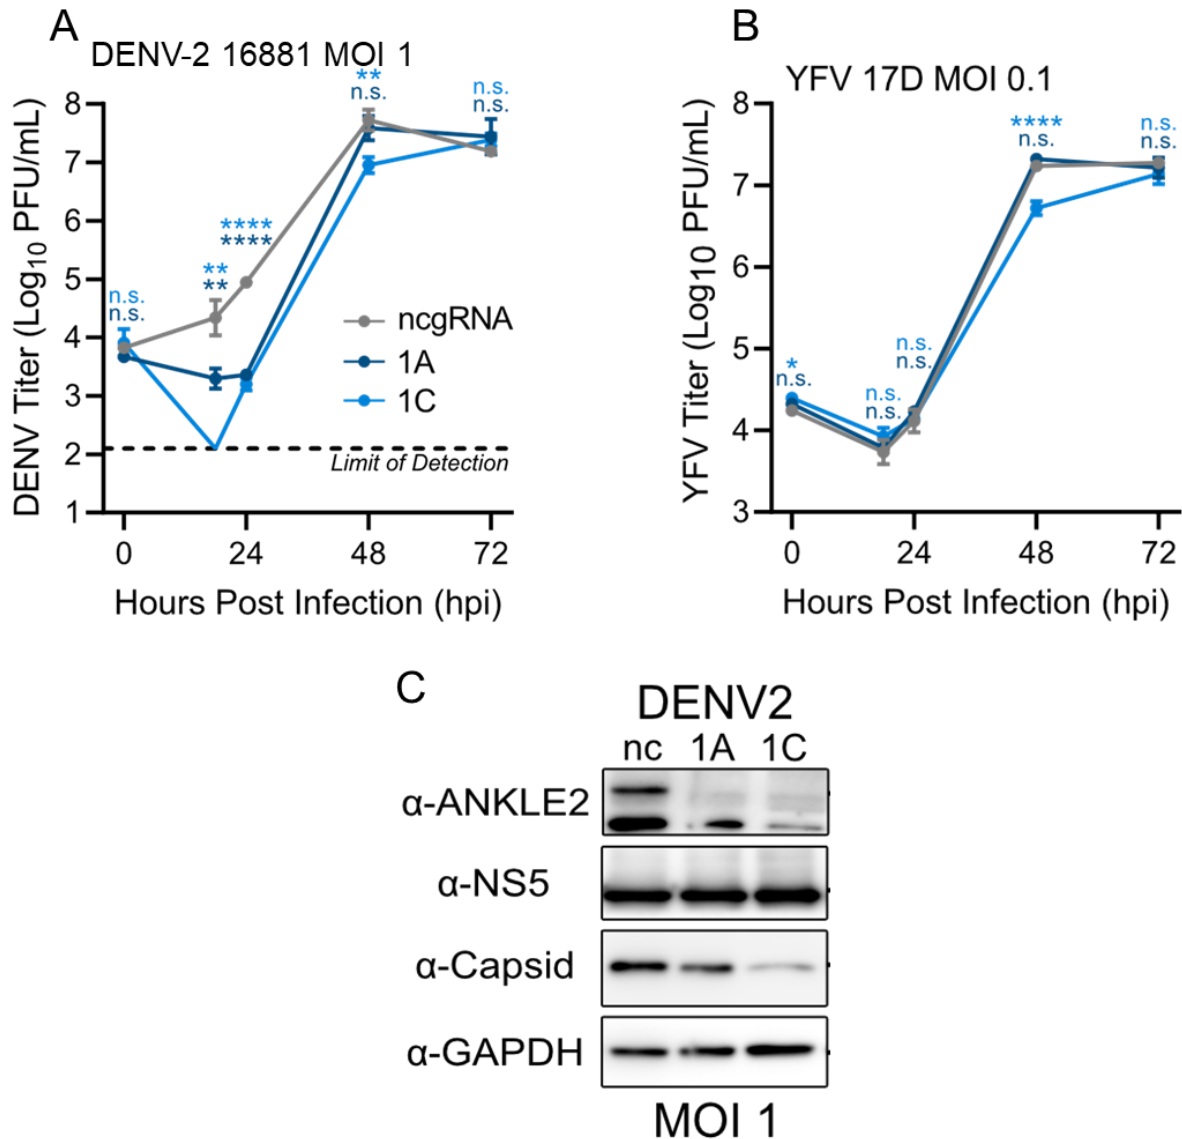 A
DENV-2 16881 MOI 1
DENV Titer (Log10 PFU/mL)
8
7
6
5
4
3
2
1
n.s.
n.s.
**
**
****
****
**
n.s.
n.s.
n.s.
ncgRNA
1A
1C
Limit of Detection
0 24 48 72
Hours Post Infection (hpi)
B
YFV 17D MOI 0.1
YFV Titer (Log10 PFU/mL)
8
7
6
5
4
3
*
n.s.
n.s.
n.s.
n.s.
n.s.
****
n.s.
n.s.
n.s.
0 24 48 72
Hours Post Infection (hpi)
C
DENV2
nc 1A 1C
α-ANKLE2
α-NS5
α-Capsid
α-GAPDH
MOI 1